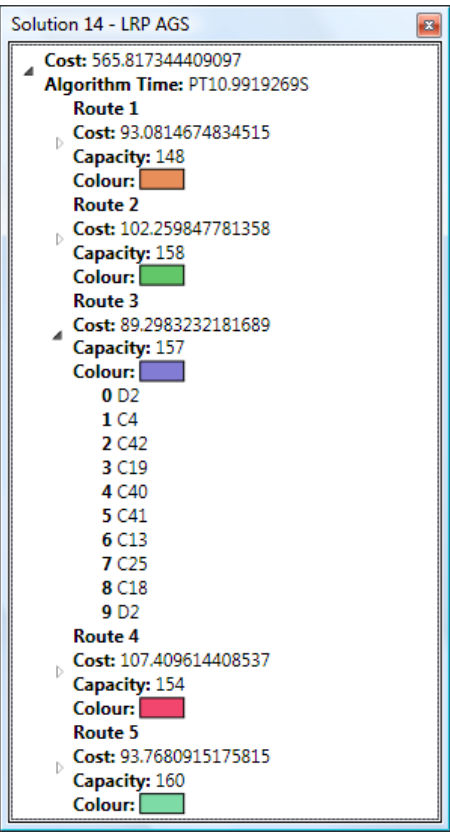 Solution 14 - LRP AGS
Cost: 565.817344409097
Algorithm Time: PT10.9919269S
Route 1
Cost: 93.0814674834515
Capacity: 148
Colour:
Route 2
Cost: 102.259847781358
Capacity: 158
Colour:
Route 3
Cost: 89.2983232181689
Capacity: 157
Colour:
0 D2
1 C4
2 C42
3 C19
4 C40
5 C41
6 C13
7 C25
8 C18
9 D2
Route 4
Cost: 107.409614408537
Capacity: 154
Colour:
Route 5
Cost: 93.7680915175815
Capacity: 160
Colour: